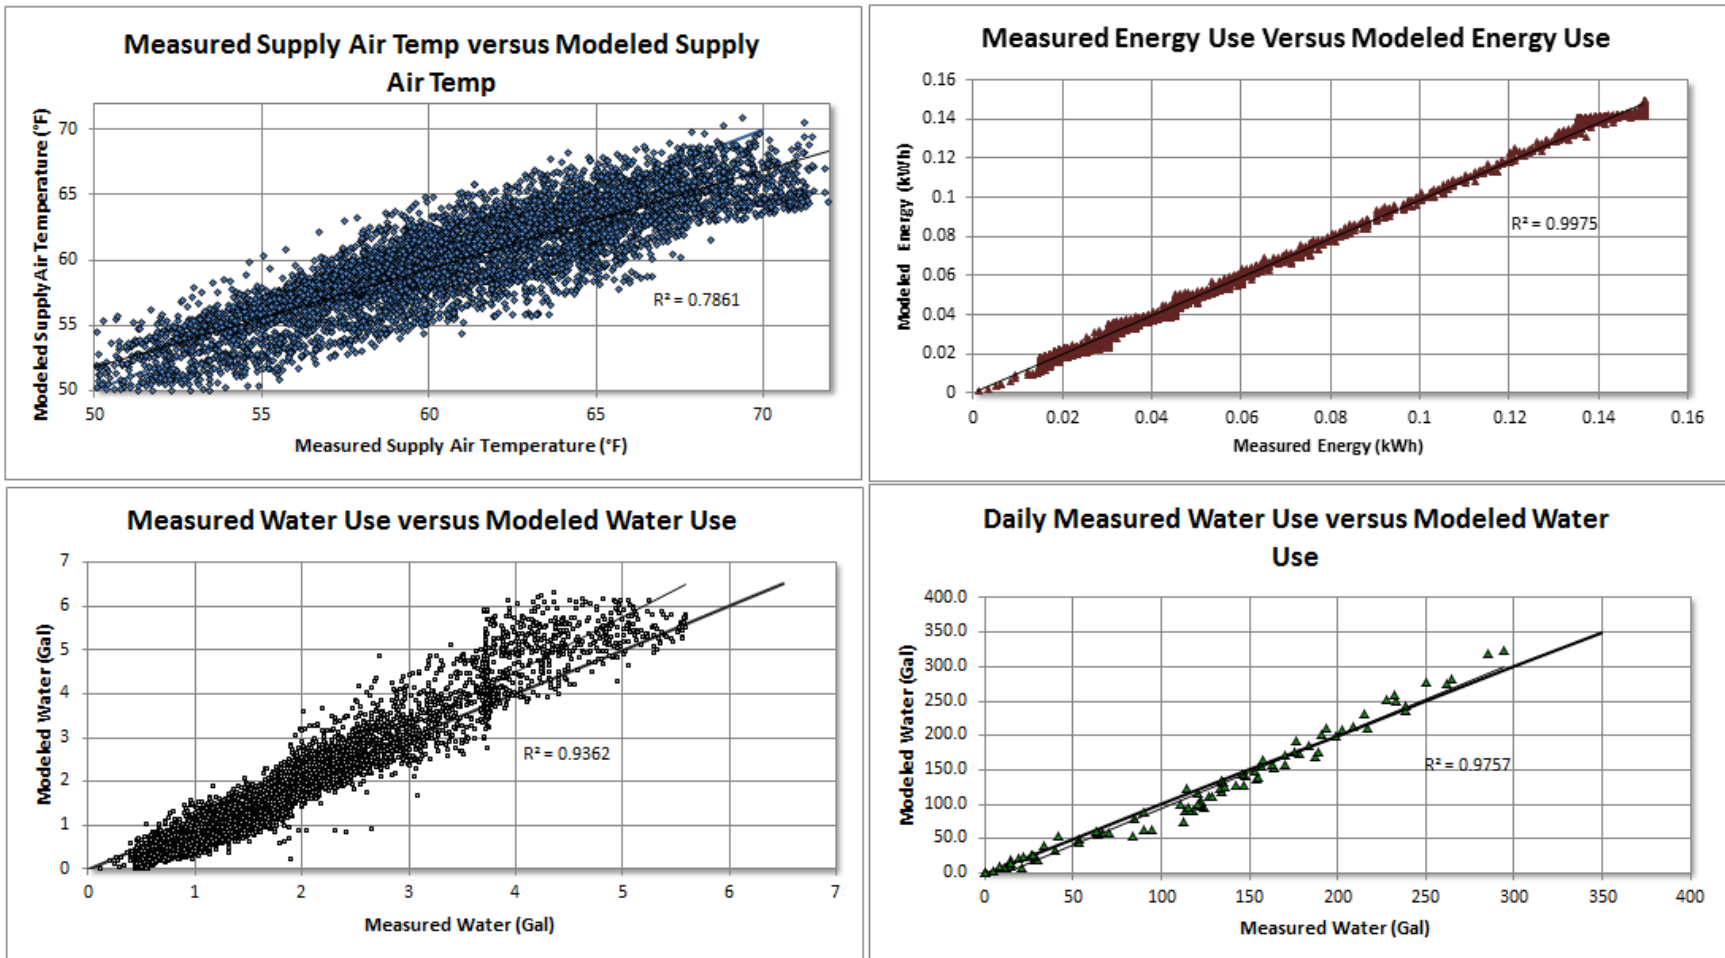 Measured Supply Air Temp versus Modeled Supply
Air Temp
Modeled Supply Air Temperature (°F)
70
65
60
55
50
R² = 0.7861
50 55 60 65 70
Measured Supply Air Temperature (°F)
Measured Energy Use Versus Modeled Energy Use
Modeled Energy (kWh)
0.16
0.14
0.12
0.1
0.08
0.06
0.04
0.02
0
R² = 0.9975
0 0.02 0.04 0.06 0.08 0.1 0.12 0.14 0.16
Measured Energy (kWh)
Measured Water Use versus Modeled Water Use
Modeled Water (Gal)
7
6
5
4
3
2
1
0
R² = 0.9362
0 1 2 3 4 5 6 7
Measured Water (Gal)
Daily Measured Water Use versus Modeled Water
Use
Modeled Water (Gal)
400.0
350.0
300.0
250.0
200.0
150.0
100.0
50.0
0.0
R² = 0.9757
0 50 100 150 200 250 300 350 400
Measured Water (Gal)